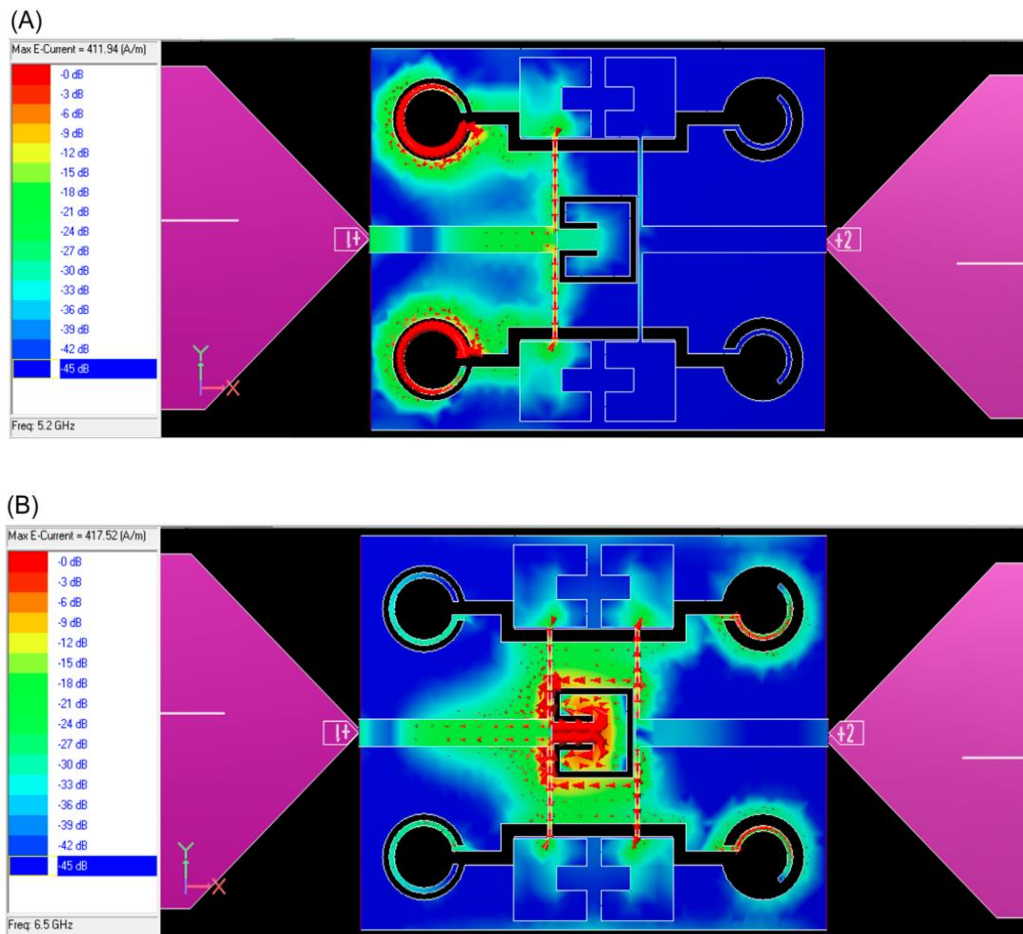 (A)
Max E-Current = 411.94 (A/m)
-0 dB
-3 dB
-6 dB
-9 dB
-12 dB
-15 dB
-18 dB
-21 dB
-24 dB
-27 dB
-30 dB
-33 dB
-36 dB
-39 dB
-42 dB
-45 dB
Freq: 5.2 GHz
Y
X
+1
+2
(B)
Max E-Current = 417.52 (A/m)
-0 dB
-3 dB
-6 dB
-9 dB
-12 dB
-15 dB
-18 dB
-21 dB
-24 dB
-27 dB
-30 dB
-33 dB
-36 dB
-39 dB
-42 dB
-45 dB
Freq: 6.5 GHz
Y
X
+1
+2